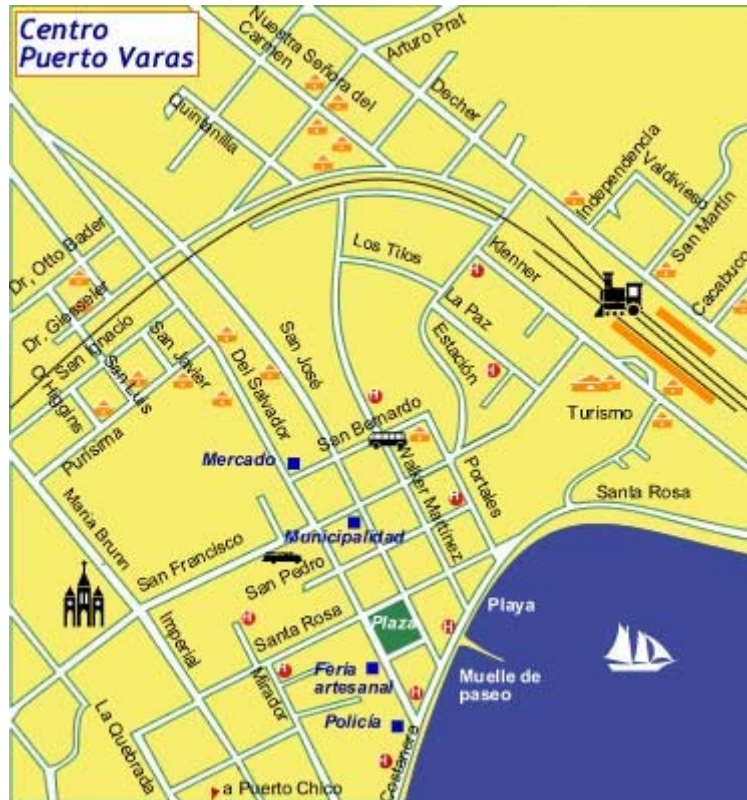 Centro
Puerto Varas
Nuestra Señora del
Carmen
Arturo Prat
Decher
Quintanilla
Independencia
Valdivieso
San Martín
Cacabuco
Dr, Otto Bader
Los Tilos
Klenner
Dr, Giesseler
San Ignacio
La Paz
Estación
San José
San Javier
San Luis
O'Higgins
Del Salvador
Turismo
Purísima
San Bernardo
Mercado
Walker Martínez
Portales
Santa Rosa
María Brunn
Municipalidad
San Francisco
San Pedro
Playa
Imperial
Santa Rosa
Plaza
Mirador
Feria
artesanal
Muelle de
paseo
Policía
La Quebrada
Costanera
a Puerto Chico
H
H
H
H
H
H
H
H
H